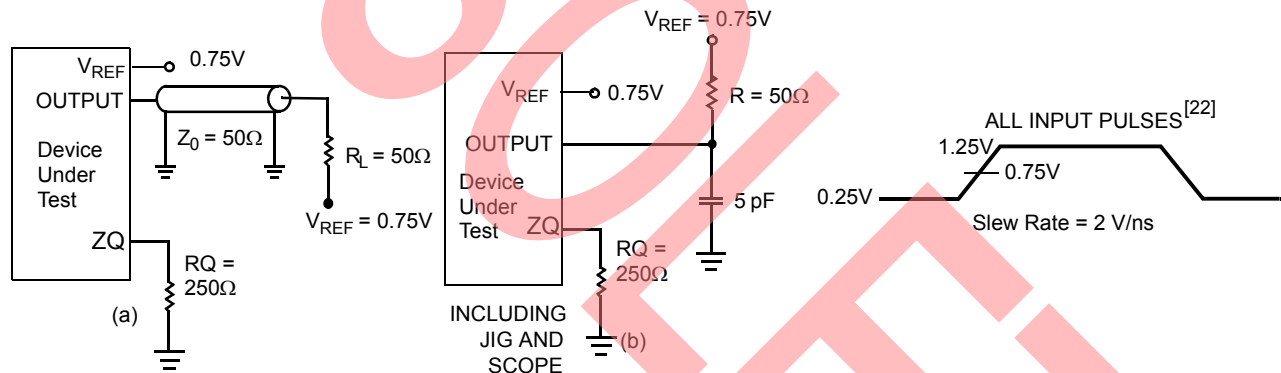 VREF
0.75V
OUTPUT
Z0 = 50Ω
Device
Under
Test
RL = 50Ω
VREF = 0.75V
ZQ
RQ =
250Ω
(a)
VREF = 0.75V
R = 50Ω
VREF
0.75V
OUTPUT
Device
Under
Test
5 pF
ZQ
RQ =
250Ω
INCLUDING
JIG AND
SCOPE
(b)
ALL INPUT PULSES[22]
1.25V
0.75V
0.25V
Slew Rate = 2 V/ns